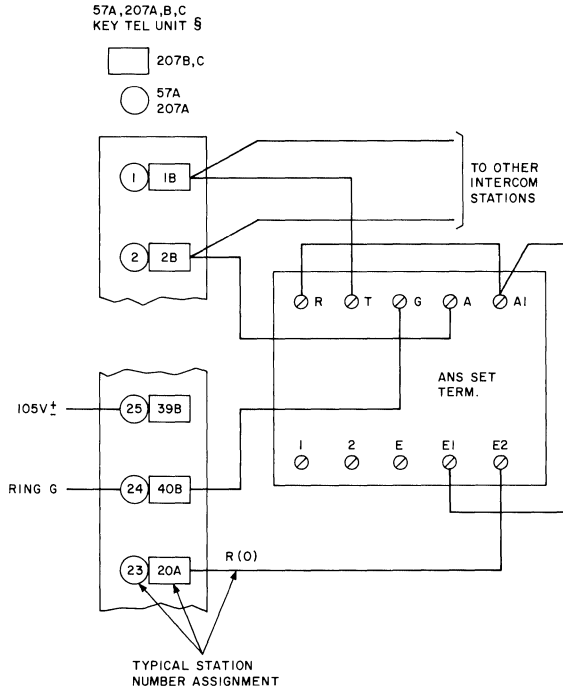 57A,207A,B,C
KEY TEL UNIT §
207B,C
57A
207A
1 1B
TO OTHER
INTERCOM
STATIONS
2 2B
R T G A A1
ANS SET
TERM.
105V± 25 39B
1 2 E E1 E2
RING G 24 40B
R(O)
23 20A
TYPICAL STATION
NUMBER ASSIGNMENT